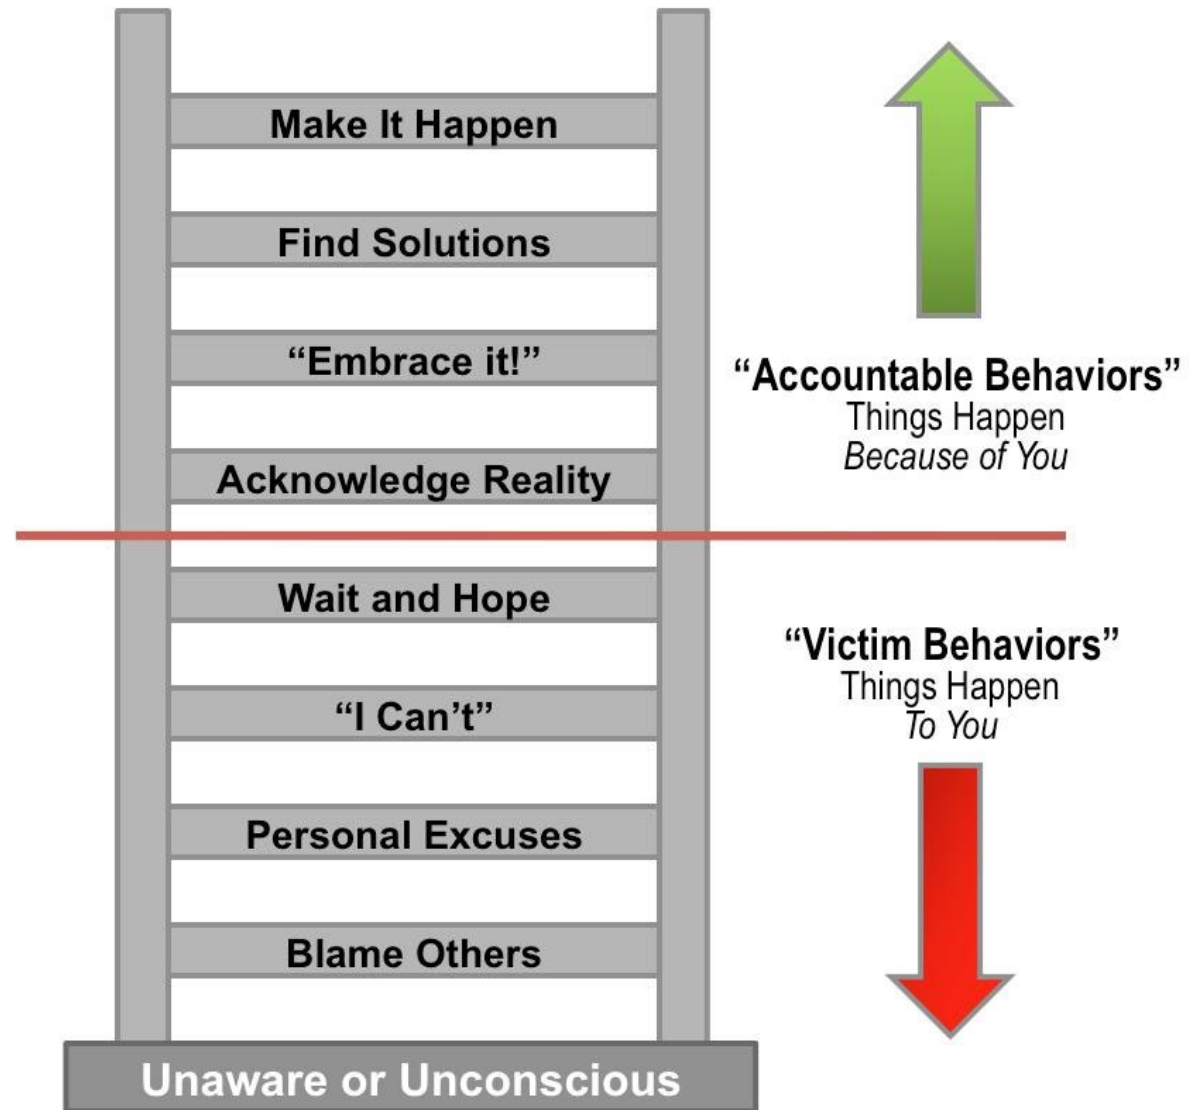 Make It Happen
Find Solutions
“Embrace it!”
“Accountable Behaviors”
Things Happen
Because of You
Acknowledge Reality
Wait and Hope
“Victim Behaviors”
Things Happen
To You
“I Can’t”
Personal Excuses
Blame Others
Unaware or Unconscious